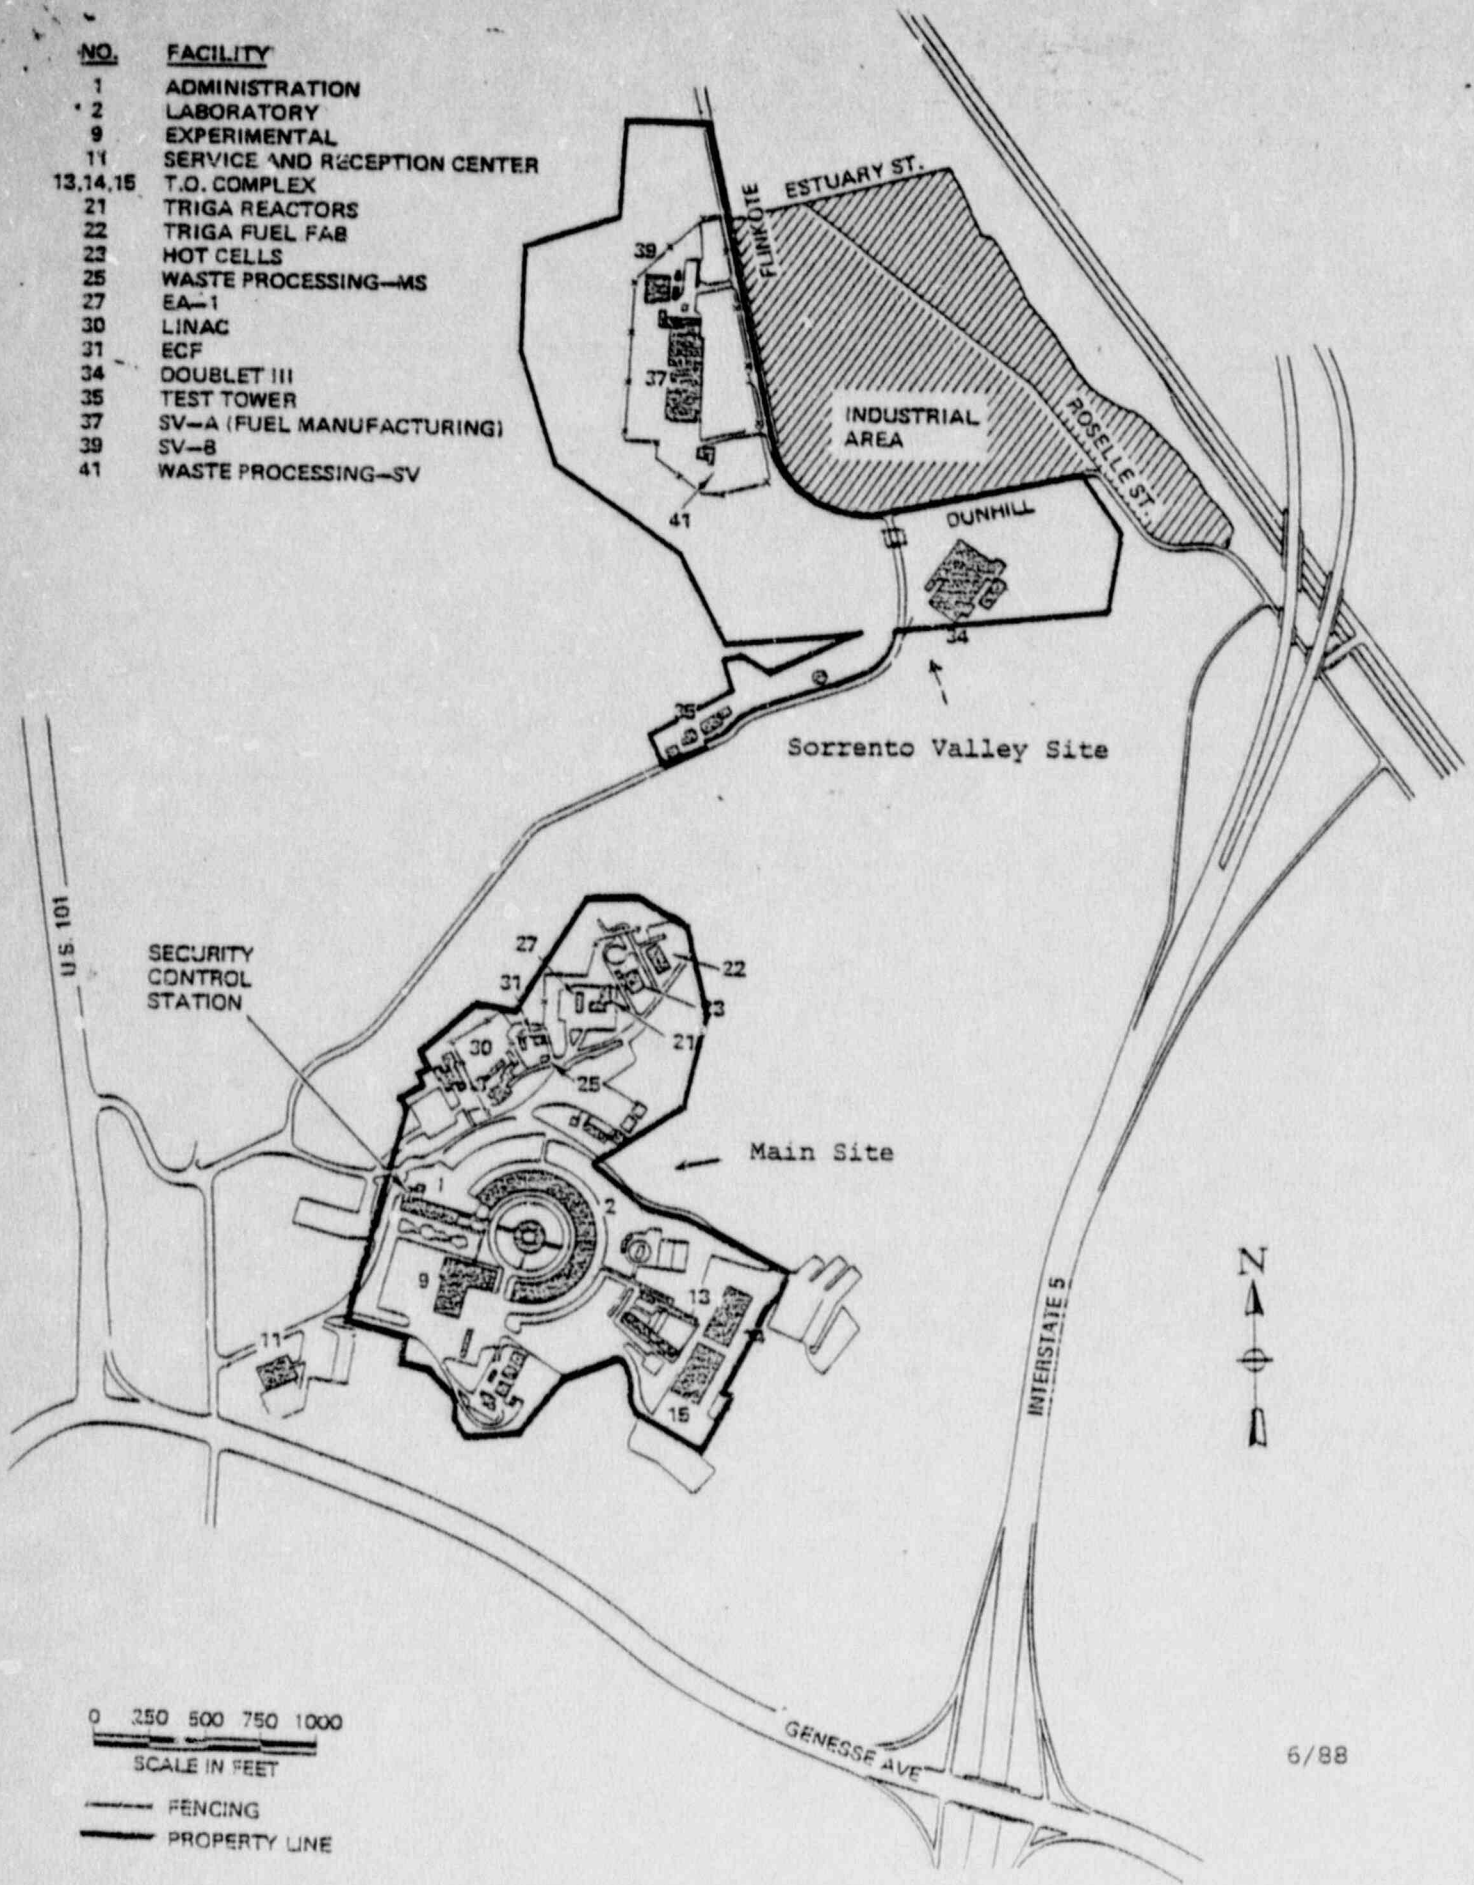 NO. FACILITY
1 ADMINISTRATION
2 LABORATORY
9 EXPERIMENTAL
11 SERVICE AND RECEPTION CENTER
13,14,15 T.O. COMPLEX
21 TRIGA REACTORS
22 TRIGA FUEL FAB
23 HOT CELLS
25 WASTE PROCESSING—MS
27 EA—1
30 LINAC
31 ECF
34 DOUBLET III
35 TEST TOWER
37 SV—A (FUEL MANUFACTURING)
39 SV—B
41 WASTE PROCESSING—SV
ESTUARY ST.
FLINKOTE
39
37
INDUSTRIAL
AREA
ROSELLE ST.
41
DUNHILL
34
35
Sorrento Valley Site
U.S. 101
SECURITY
CONTROL
STATION
27
22
31
23
30
21
25
Main Site
1
2
9
13
11
15
N
INTERSTATE 5
0 250 500 750 1000
SCALE IN FEET
FENCING
PROPERTY LINE
GENESSE AVE
6/88